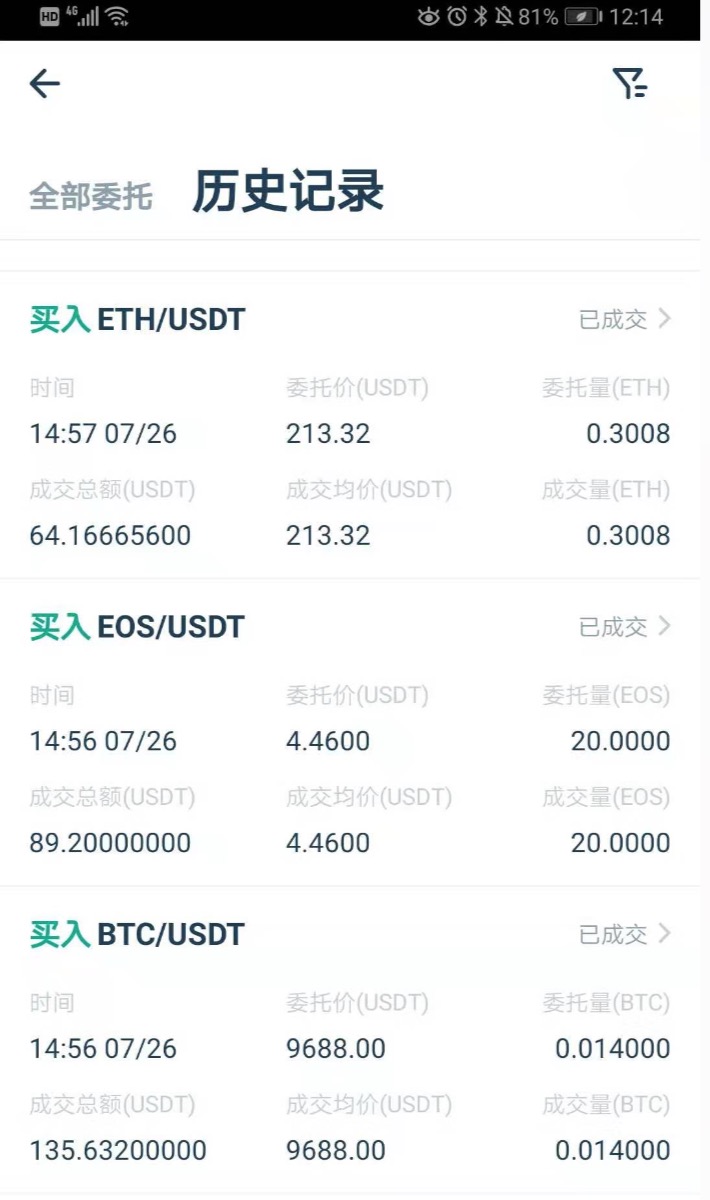 HD 4G 81% 12:14
全部委托 历史记录
买入 ETH/USDT 已成交
时间 委托价(USDT) 委托量(ETH)
14:57 07/26 213.32 0.3008
成交总额(USDT) 成交均价(USDT) 成交量(ETH)
64.16665600 213.32 0.3008
买入 EOS/USDT 已成交
时间 委托价(USDT) 委托量(EOS)
14:56 07/26 4.4600 20.0000
成交总额(USDT) 成交均价(USDT) 成交量(EOS)
89.20000000 4.4600 20.0000
买入 BTC/USDT 已成交
时间 委托价(USDT) 委托量(BTC)
14:56 07/26 9688.00 0.014000
成交总额(USDT) 成交均价(USDT) 成交量(BTC)
135.63200000 9688.00 0.014000